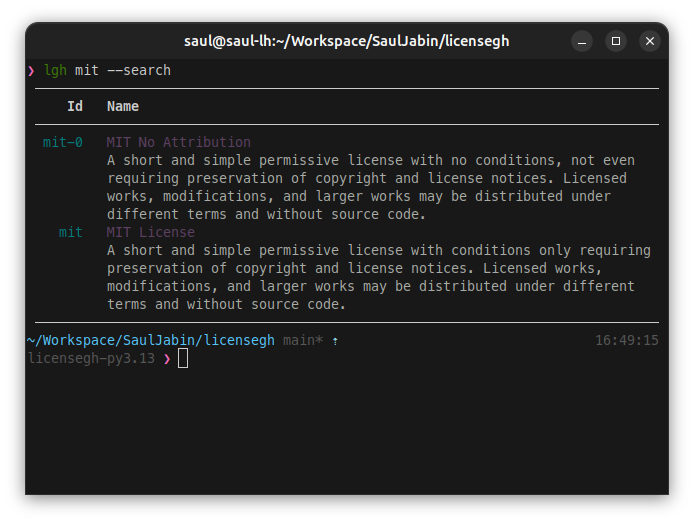 saul@saul-lh:~/Workspace/SaulJabin/licensegh
❯ lgh mit --search
Id Name
mit-0 MIT No Attribution
A short and simple permissive license with no conditions, not even
requiring preservation of copyright and license notices. Licensed
works, modifications, and larger works may be distributed under
different terms and without source code.
mit MIT License
A short and simple permissive license with conditions only requiring
preservation of copyright and license notices. Licensed works,
modifications, and larger works may be distributed under different
terms and without source code.
~/Workspace/SaulJabin/licensegh main* ⇡ 16:49:15
licensegh-py3.13 ❯